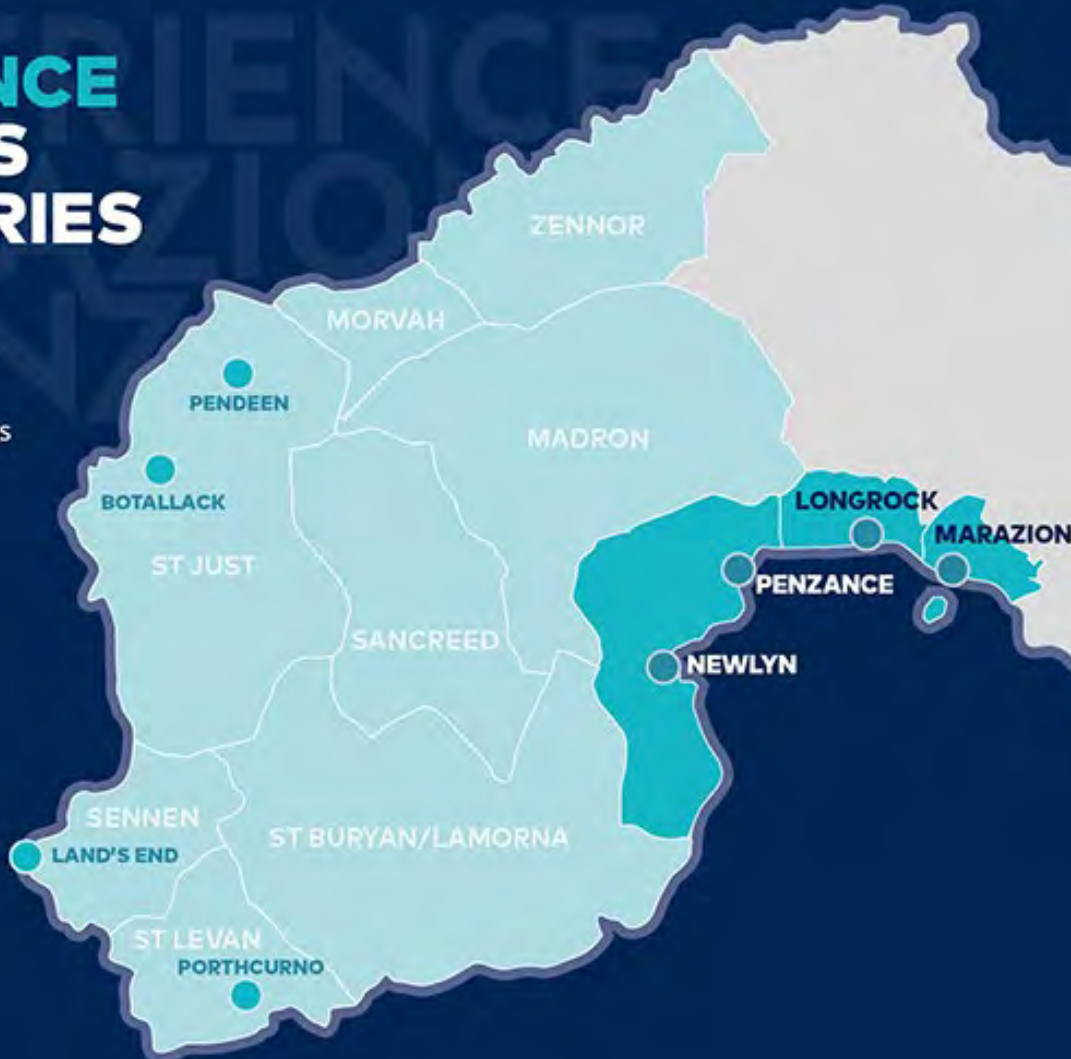 NCE
S
RIES
s
ZENNOR
MORVAH
PENDEEN
MADRON
BOTALLACK
LONGROCK
MARAZION
ST JUST
PENZANCE
SANCREED
NEWLYN
SENNEN
ST BURYAN/LAMORNA
LAND'S END
ST LEVAN
PORTHCURNO